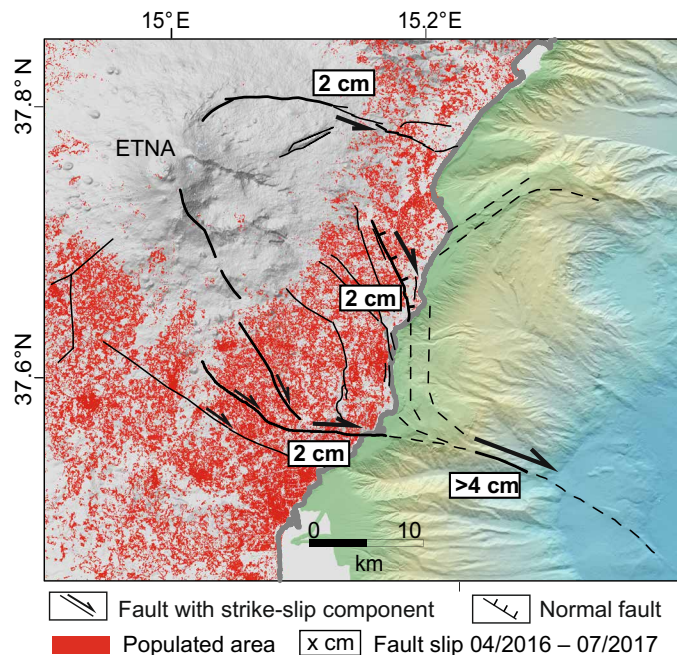 15°E 15.2°E
37.8°N
2 cm
ETNA
2 cm
37.6°N
2 cm
>4 cm
0 10
km
Fault with strike-slip component Normal fault
Populated area x cm Fault slip 04/2016 – 07/2017